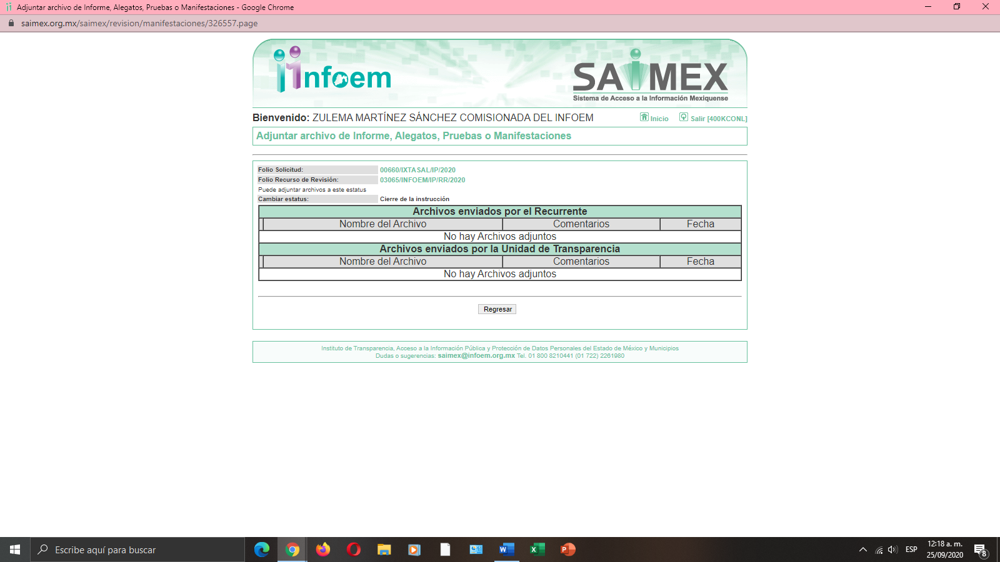 Adjuntar archivo de Informe, Alegatos, Pruebas o Manifestaciones - Google Chrome
saimex.org.mx/saimex/revision/manifestaciones/326557.page
infoem
SAIMEX
Sistema de Acceso a la Información Mexiquense
Bienvenido: ZULEMA MARTÍNEZ SÁNCHEZ COMISIONADA DEL INFOEM Inicio Salir [400KCONL]
Adjuntar archivo de Informe, Alegatos, Pruebas o Manifestaciones
Folio Solicitud: 00660/IXTASAL/IP/2020
Folio Recurso de Revisión: 03065/INFOEM/IP/RR/2020
Puede adjuntar archivos a este estatus
Cambiar estatus: Cierre de la instrucción
Archivos enviados por el Recurrente
Nombre del Archivo Comentarios Fecha
No hay Archivos adjuntos
Archivos enviados por la Unidad de Transparencia
Nombre del Archivo Comentarios Fecha
No hay Archivos adjuntos
Regresar
Instituto de Transparencia, Acceso a la Información Pública y Protección de Datos Personales del Estado de México y Municipios
Dudas o sugerencias: saimex@infoem.org.mx Tel. 01 800 8210441 (01 722) 2261980
Escribe aquí para buscar
ESP
12:18 a. m.
25/09/2020
8